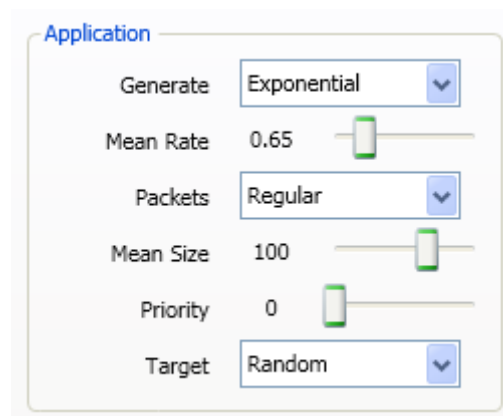 Application
Generate Exponential
Mean Rate 0.65
Packets Regular
Mean Size 100
Priority 0
Target Random